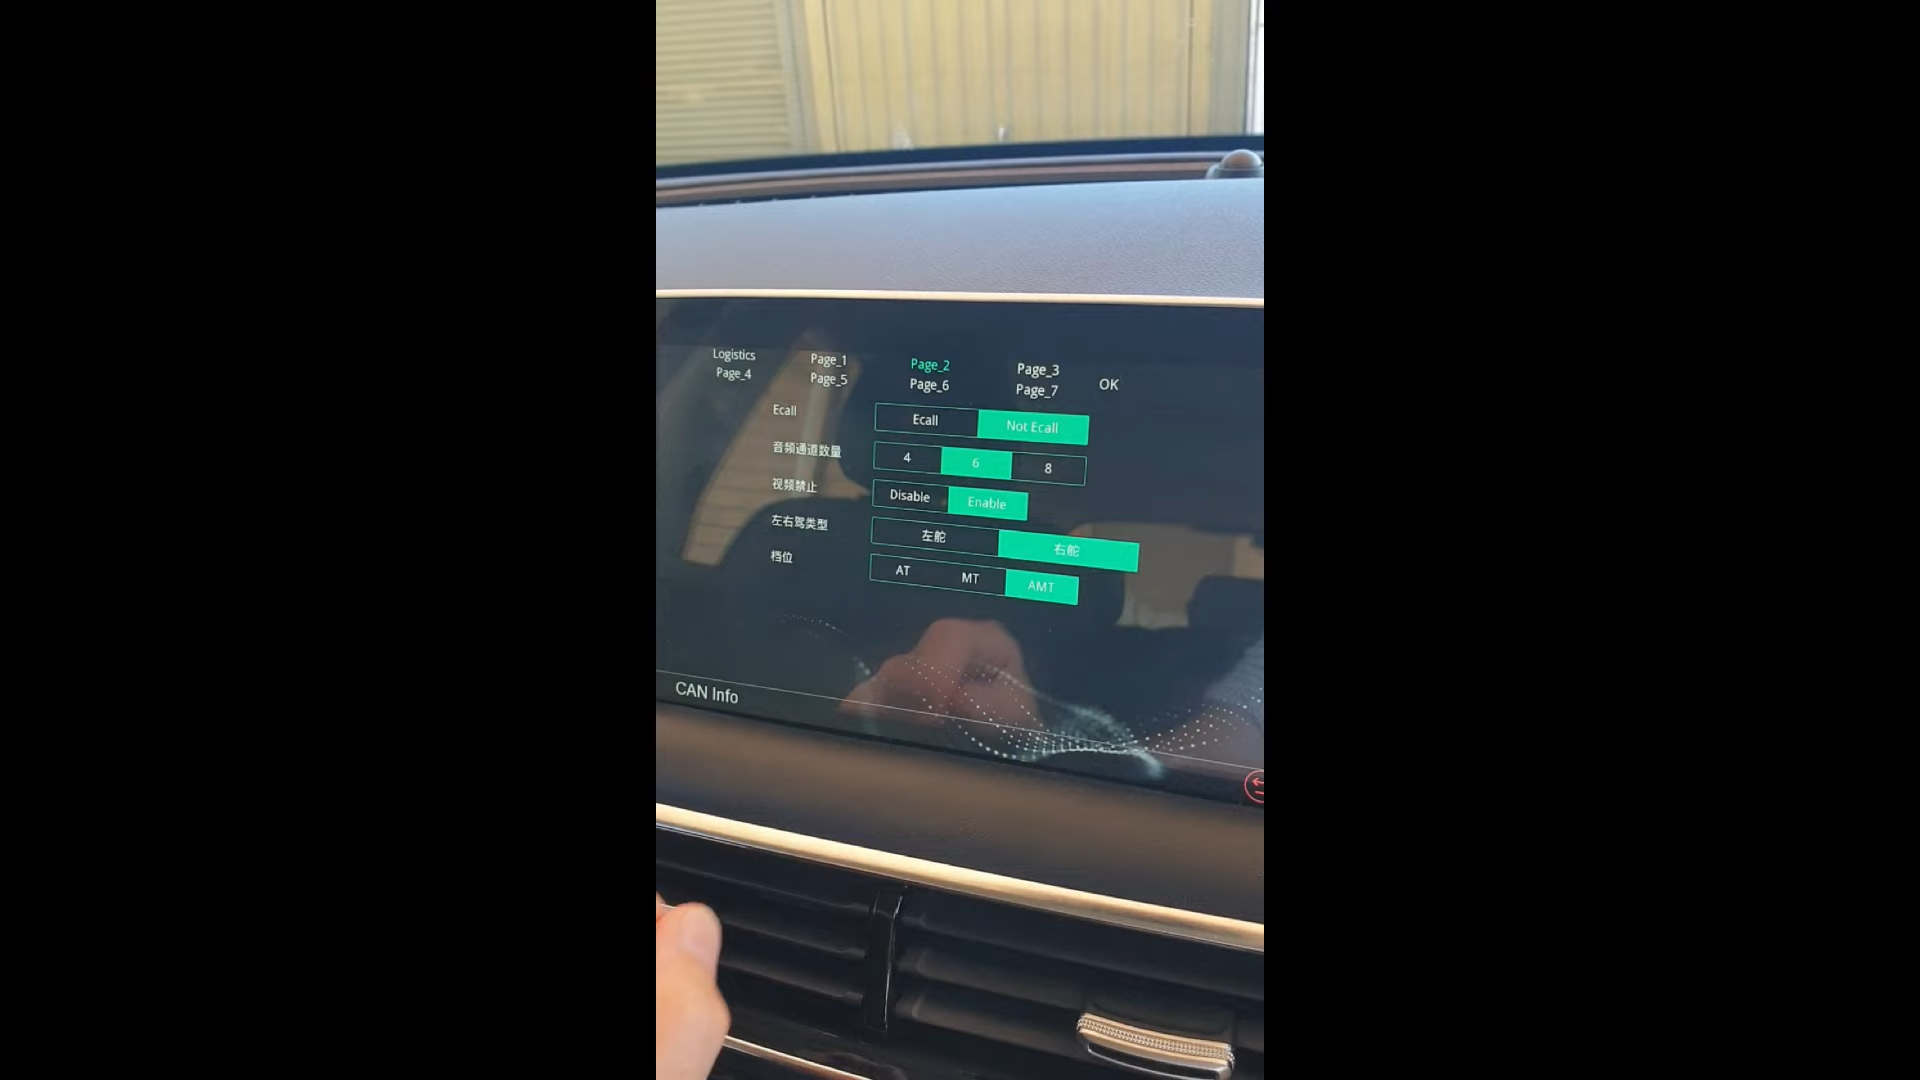 Logistics Page_1 Page_2 Page_3
Page_4 Page_5 Page_6 Page_7 OK
Ecall Ecall Not Ecall
音频通道数量 4 6 8
视频禁止 Disable Enable
左右驾类型 左舵 右舵
档位 AT MT AMT
CAN Info